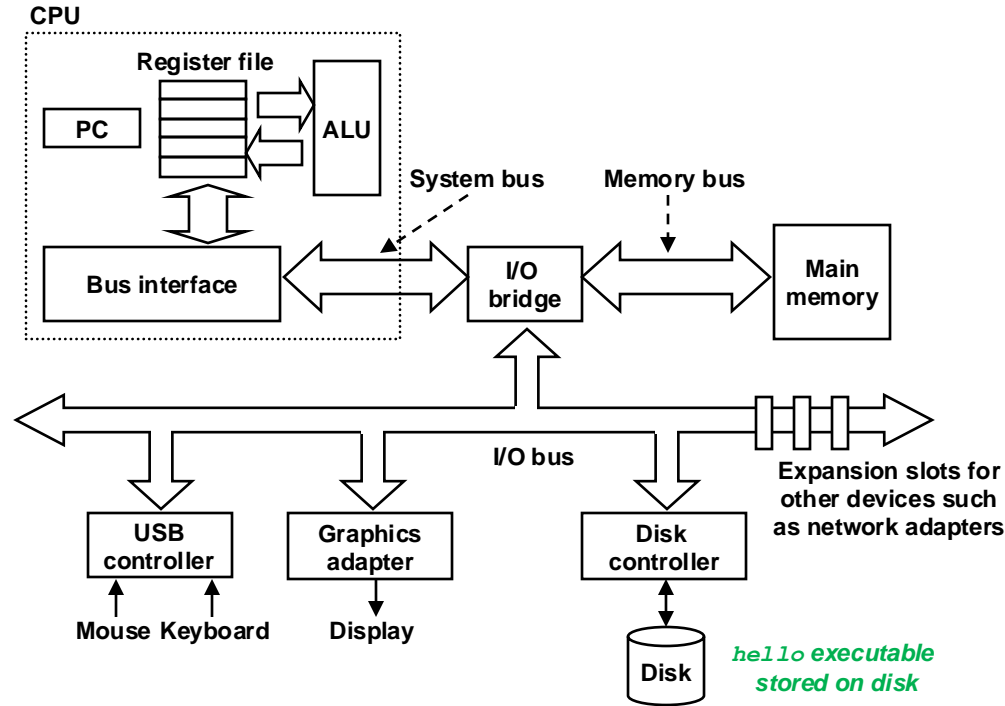 CPU
Register file
PC
ALU
System bus
Memory bus
Bus interface
I/O
bridge
Main
memory
I/O bus
Expansion slots for
other devices such
as network adapters
USB
controller
Graphics
adapter
Disk
controller
Mouse Keyboard
Display
Disk
hello executable
stored on disk